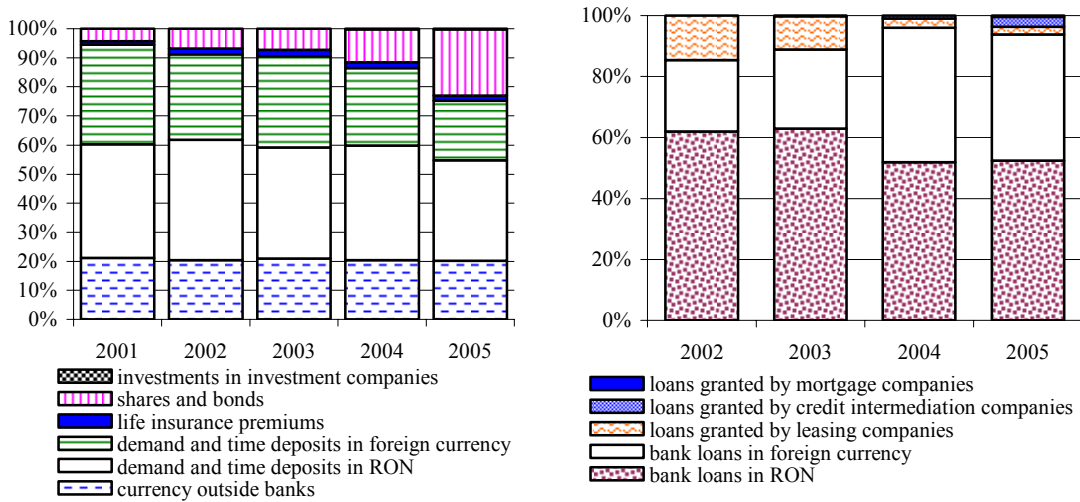 100%
90%
80%
70%
60%
50%
40%
30%
20%
10%
0%
2001 2002 2003 2004 2005
investments in investment companies
shares and bonds
life insurance premiums
demand and time deposits in foreign currency
demand and time deposits in RON
currency outside banks
100%
80%
60%
40%
20%
0%
2002 2003 2004 2005
loans granted by mortgage companies
loans granted by credit intermediation companies
loans granted by leasing companies
bank loans in foreign currency
bank loans in RON